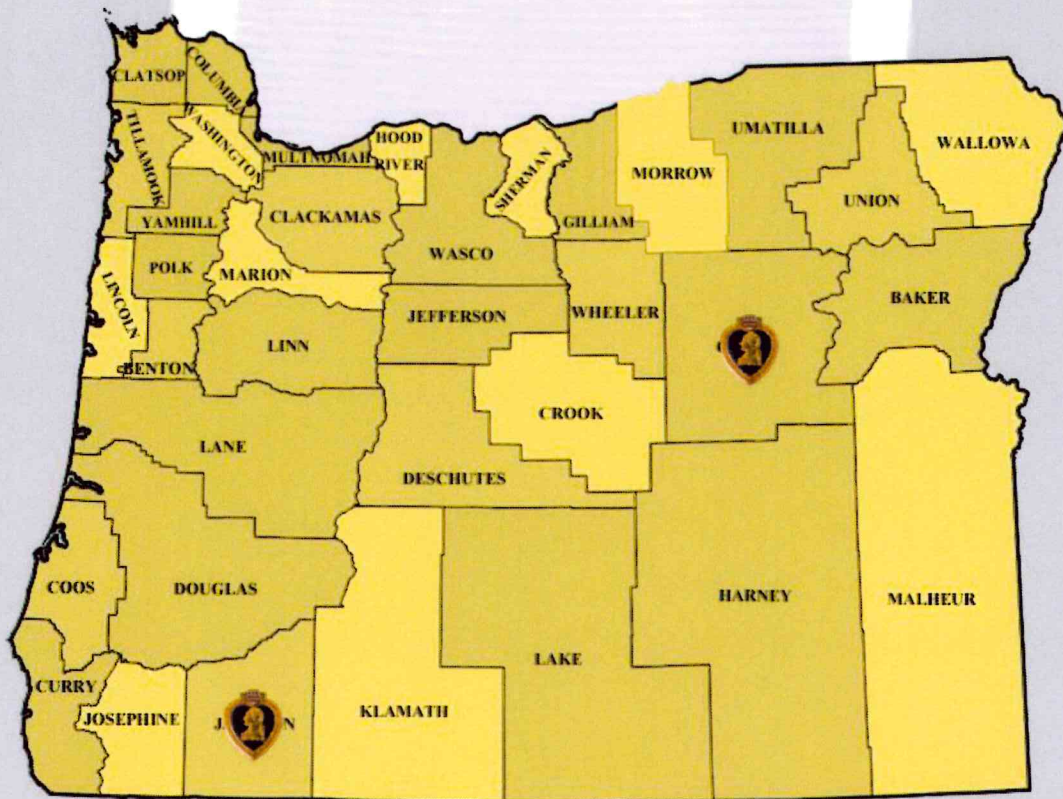 CLATSOP
COLUMBIA
TILLAMOOK
WASHINGTON
MULTNOMAH
HOOD
RIVER
SHERMAN
GILLIAM
MORROW
UMATILLA
UNION
WALLOWA
YAMHILL
CLACKAMAS
WASCO
POLK
MARION
LINCOLN
BENTON
LINN
JEFFERSON
WHEELER
BAKER
CROOK
LANE
DESCHUTES
COOS
DOUGLAS
HARNEY
MALHEUR
LAKE
CURRY
JOSEPHINE
J N
KLAMATH